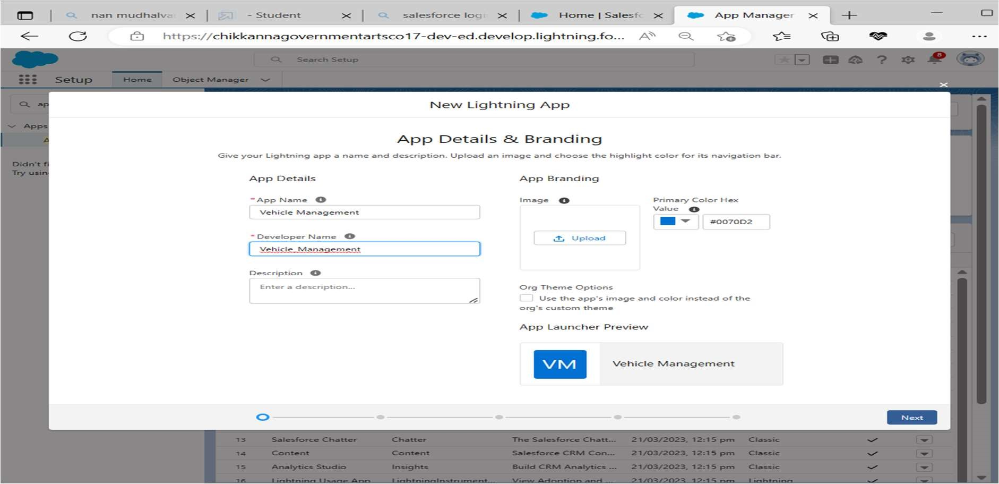 nan mudhalva
- Student
salesforce logi
Home | Salesfo
App Manager
https://chikkannagovernmentartsco17-dev-ed.develop.lightning.fo...
Search Setup
8
Setup
Home
Object Manager
ap
New Lightning App
Apps
A
App Details & Branding
Give your Lightning app a name and description. Upload an image and choose the highlight color for its navigation bar.
Didn't fi
Try usin
App Details
App Branding
* App Name
Vehicle Management
Image
Primary Color Hex
Value
#0070D2
Upload
* Developer Name
Vehicle_Management
Description
Enter a description...
Org Theme Options
Use the app's image and color instead of the
org's custom theme
App Launcher Preview
VM
Vehicle Management
Next
13 Salesforce Chatter Chatter The Salesforce Chatt... 21/03/2023, 12:15 pm Classic
14 Content Content Salesforce CRM Con... 21/03/2023, 12:15 pm Classic
15 Analytics Studio Insights Build CRM Analytics ... 21/03/2023, 12:15 pm Classic
16 Lightning Usage App LightningInstrument... View Adoption and ... 21/03/2023, 12:15 pm Lightning